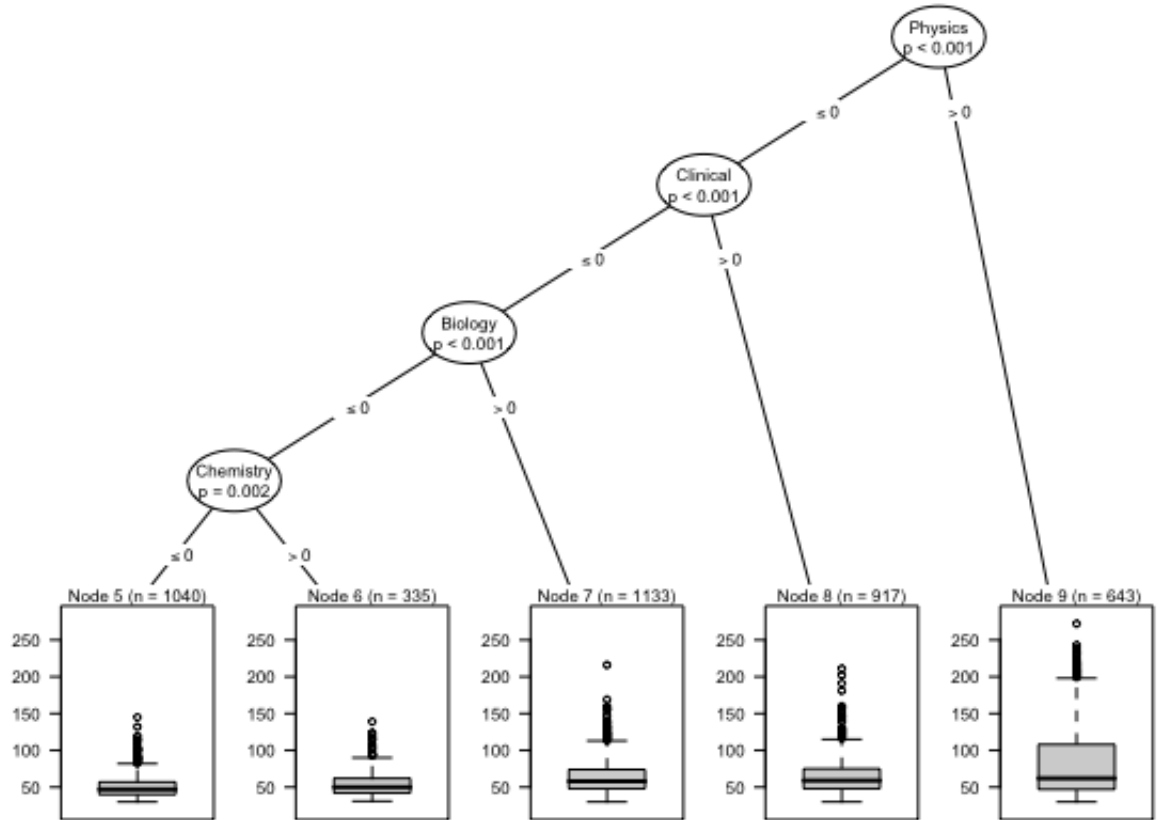 Physics
p < 0.001
≤ 0
> 0
Clinical
p < 0.001
≤ 0
> 0
Biology
p < 0.001
≤ 0
> 0
Chemistry
p = 0.002
≤ 0
> 0
Node 5 (n = 1040)
250
200
150
100
50
Node 6 (n = 335)
250
200
150
100
50
Node 7 (n = 1133)
250
200
150
100
50
Node 8 (n = 917)
250
200
150
100
50
Node 9 (n = 643)
250
200
150
100
50